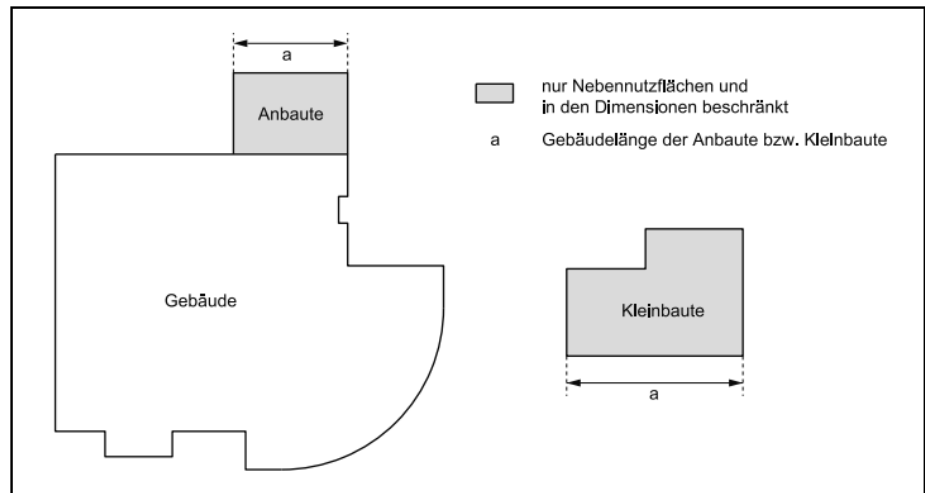 a
Anbaute
nur Nebennutzflächen und
in den Dimensionen beschränkt
a Gebäudelänge der Anbaute bzw. Kleinbaute
Gebäude
Kleinbaute
a